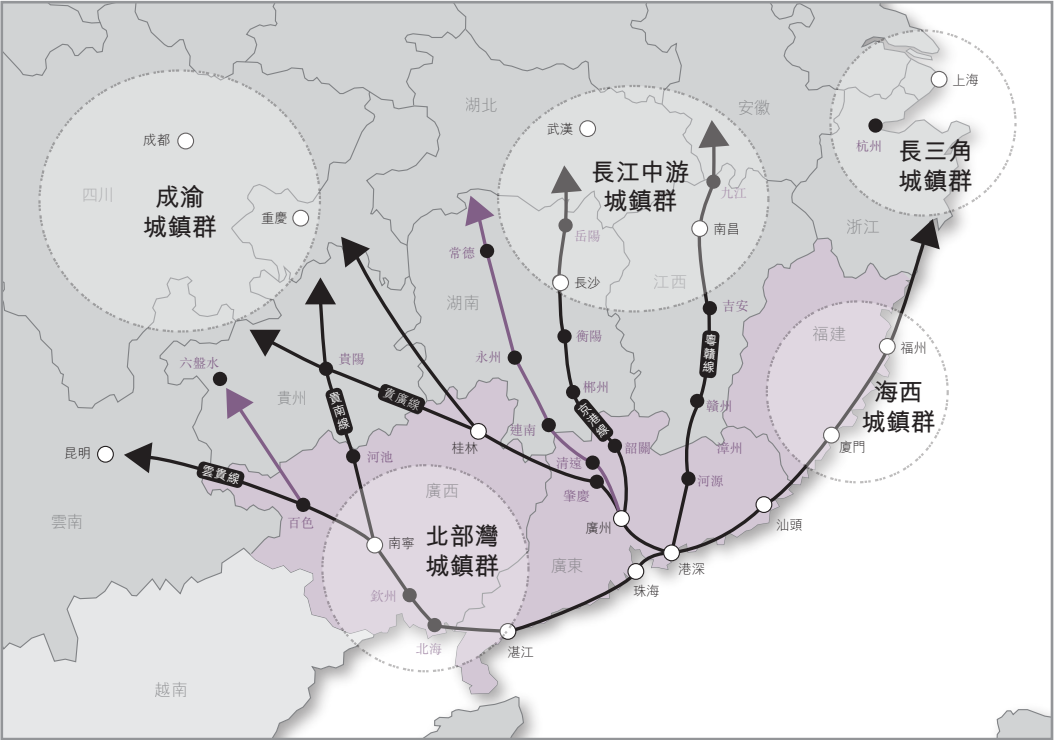 上海
湖北
安徽
武漢
成都
杭州
長三角
城鎮群
長江中游
城鎮群
四川
成渝
城鎮群
九江
重慶
岳陽
南昌
浙江
常德
長沙
江西
湖南
吉安
福建
衡陽
粵贛線
福州
永州
六盤水
貴陽
郴州
海西
城鎮群
貴州
貴南線
貴廣線
京港線
贛州
連南
桂林
韶關
漳州
廈門
昆明
河池
清遠
雲貴線
廣西
肇慶
河源
雲南
百色
廣州
汕頭
北部灣
城鎮群
南寧
廣東
港深
欽州
珠海
北海
湛江
越南